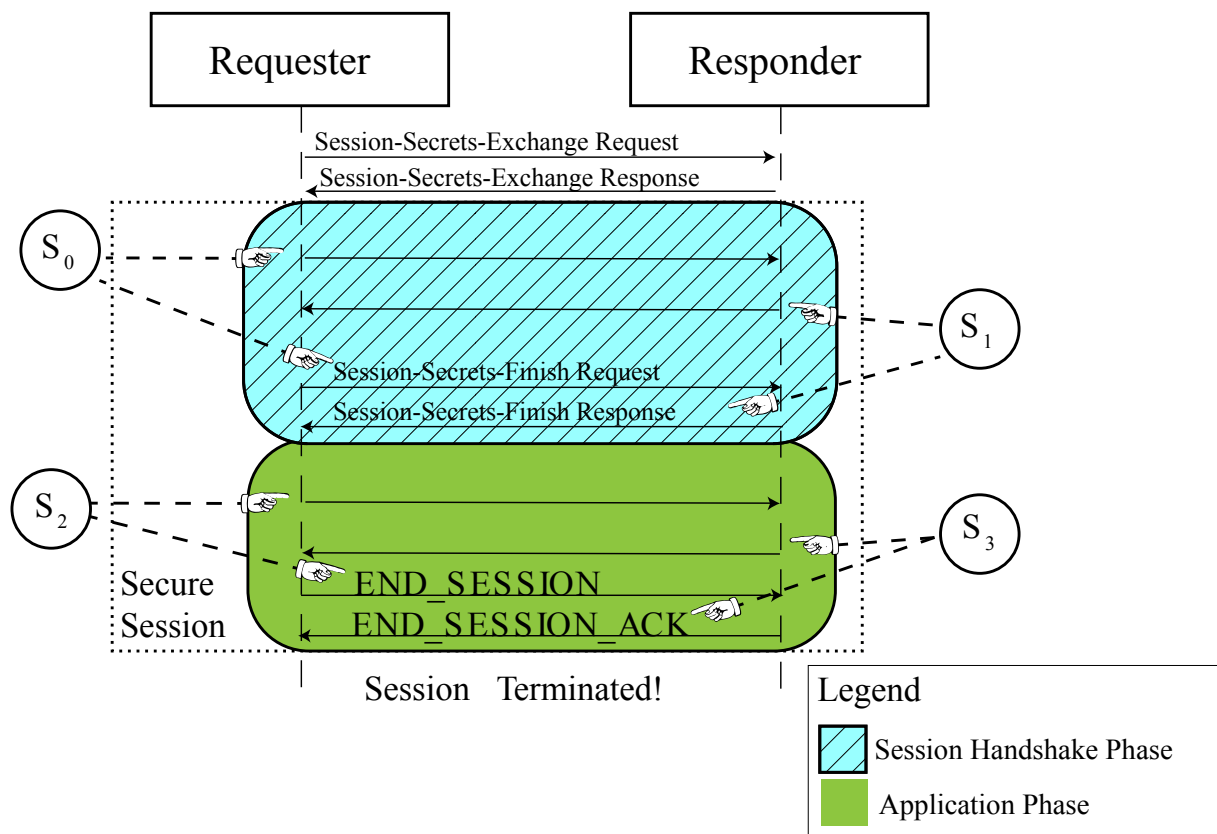 Requester
Responder
Session-Secrets-Exchange Request
Session-Secrets-Exchange Response
S0
S1
Session-Secrets-Finish Request
Session-Secrets-Finish Response
S2
S3
Secure
Session
END_SESSION
END_SESSION_ACK
Session Terminated!
Legend
Session Handshake Phase
Application Phase